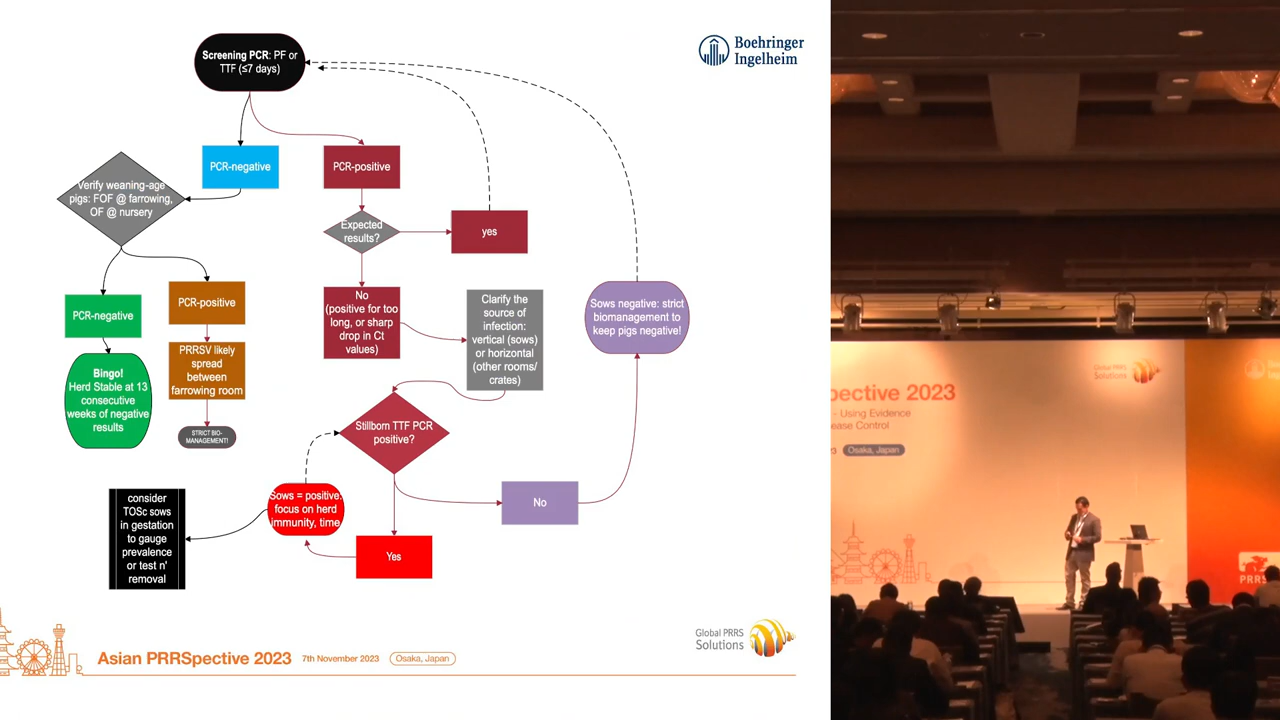 Boehringer
Ingelheim
Screening PCR: PF or
TTF (≤7 days)
PCR-negative
PCR-positive
Verify weaning-age
pigs: FOF @ farrowing,
OF @ nursery
Expected
results?
yes
PCR-negative
PCR-positive
No
(positive for too
long, or sharp
drop in Ct
values)
Clarify the
source of
infection:
vertical (sows)
or horizontal
(other rooms/
crates)
Sows negative: strict
biomanagement to
keep pigs negative!
Bingo!
Herd Stable at 13
consecutive
weeks of negative
results
PRRSV likely
spread
between
farrowing room
STRICT BIO-
MANAGEMENT!
Stillborn TTF PCR
positive?
consider
TOSc sows
in gestation
to gauge
prevalence
or test n'
removal
Sows = positive:
focus on herd
immunity, time
No
Yes
Asian PRRSpective 2023
7th November 2023
Osaka, Japan
Global PRRS
Solutions
Global PRRS
Solutions
spective 2023
- Using Evidence
ease Control
23
Osaka, Japan
PRRS